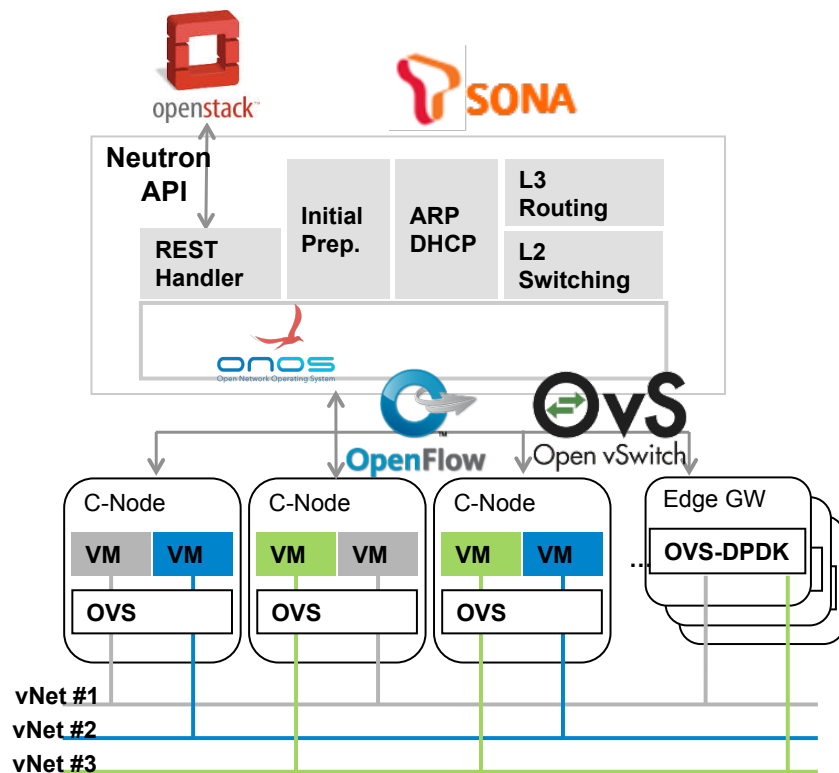 openstack™
SONA
Neutron
API
REST
Handler
Initial
Prep.
ARP
DHCP
L3
Routing
L2
Switching
onos
Open Network Operating System
OpenFlow
™
OvS
Open vSwitch
C-Node
VM
VM
OVS
C-Node
VM
VM
OVS
C-Node
VM
VM
OVS
...
Edge GW
OVS-DPDK
vNet #1
vNet #2
vNet #3